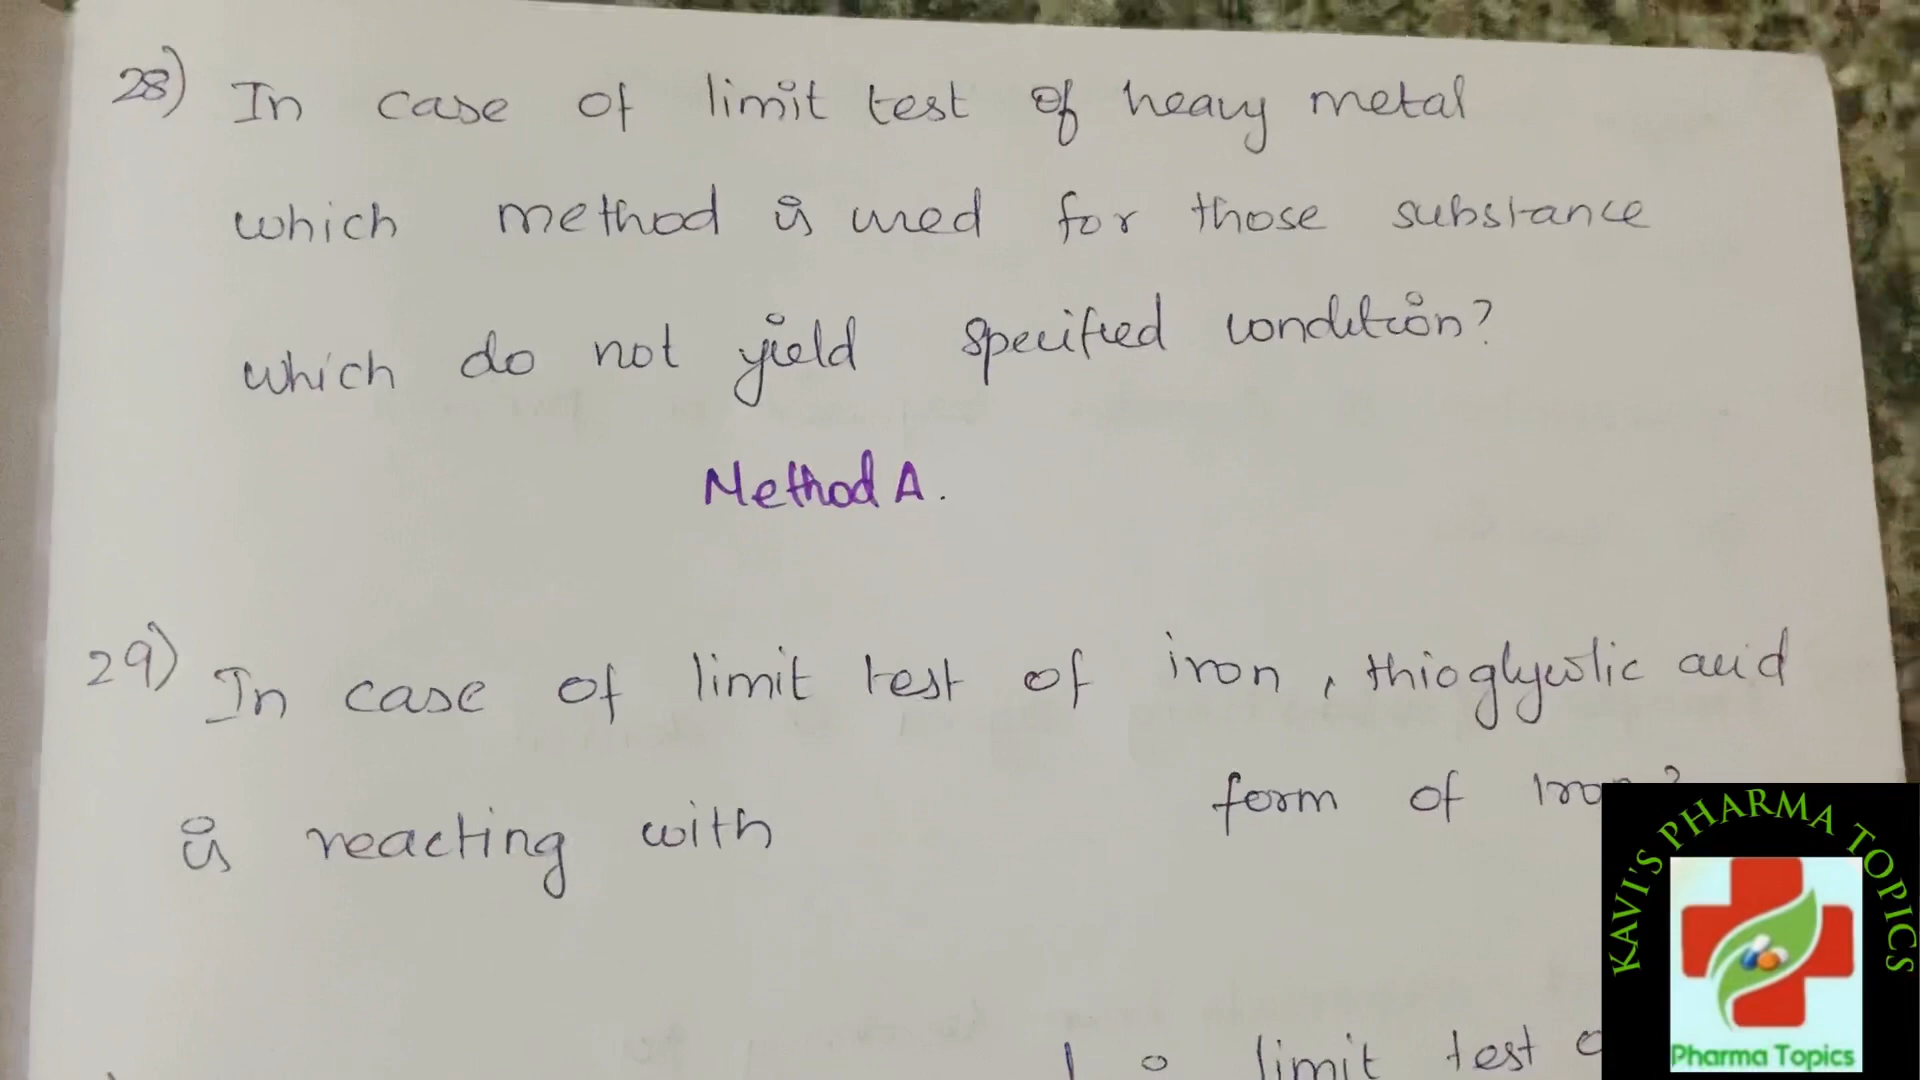 28) In case of limit test of heavy metal
which method is used for those substance
which do not yield specified condition?
Method A.
29) In case of limit test of iron, thioglycolic acid
is reacting with form of
limit test
KAVI'S PHARMA TOPICS
Pharma Topics